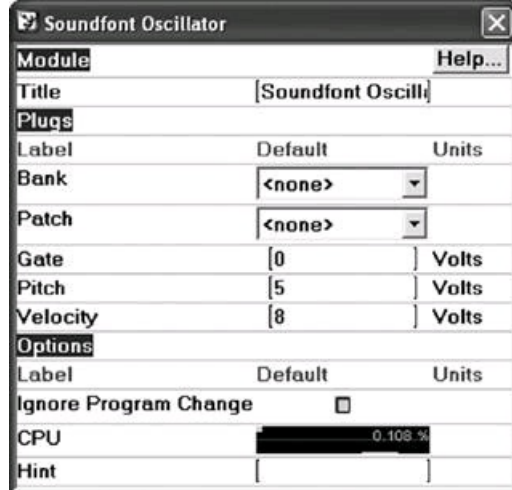 Soundfont Oscillator
Module Help...
Title [Soundfont Oscill
Plugs
Label Default Units
Bank <none>
Patch <none>
Gate [0 ] Volts
Pitch [5 ] Volts
Velocity [8 ] Volts
Options
Label Default Units
Ignore Program Change
CPU 0.108 %
Hint [ ]